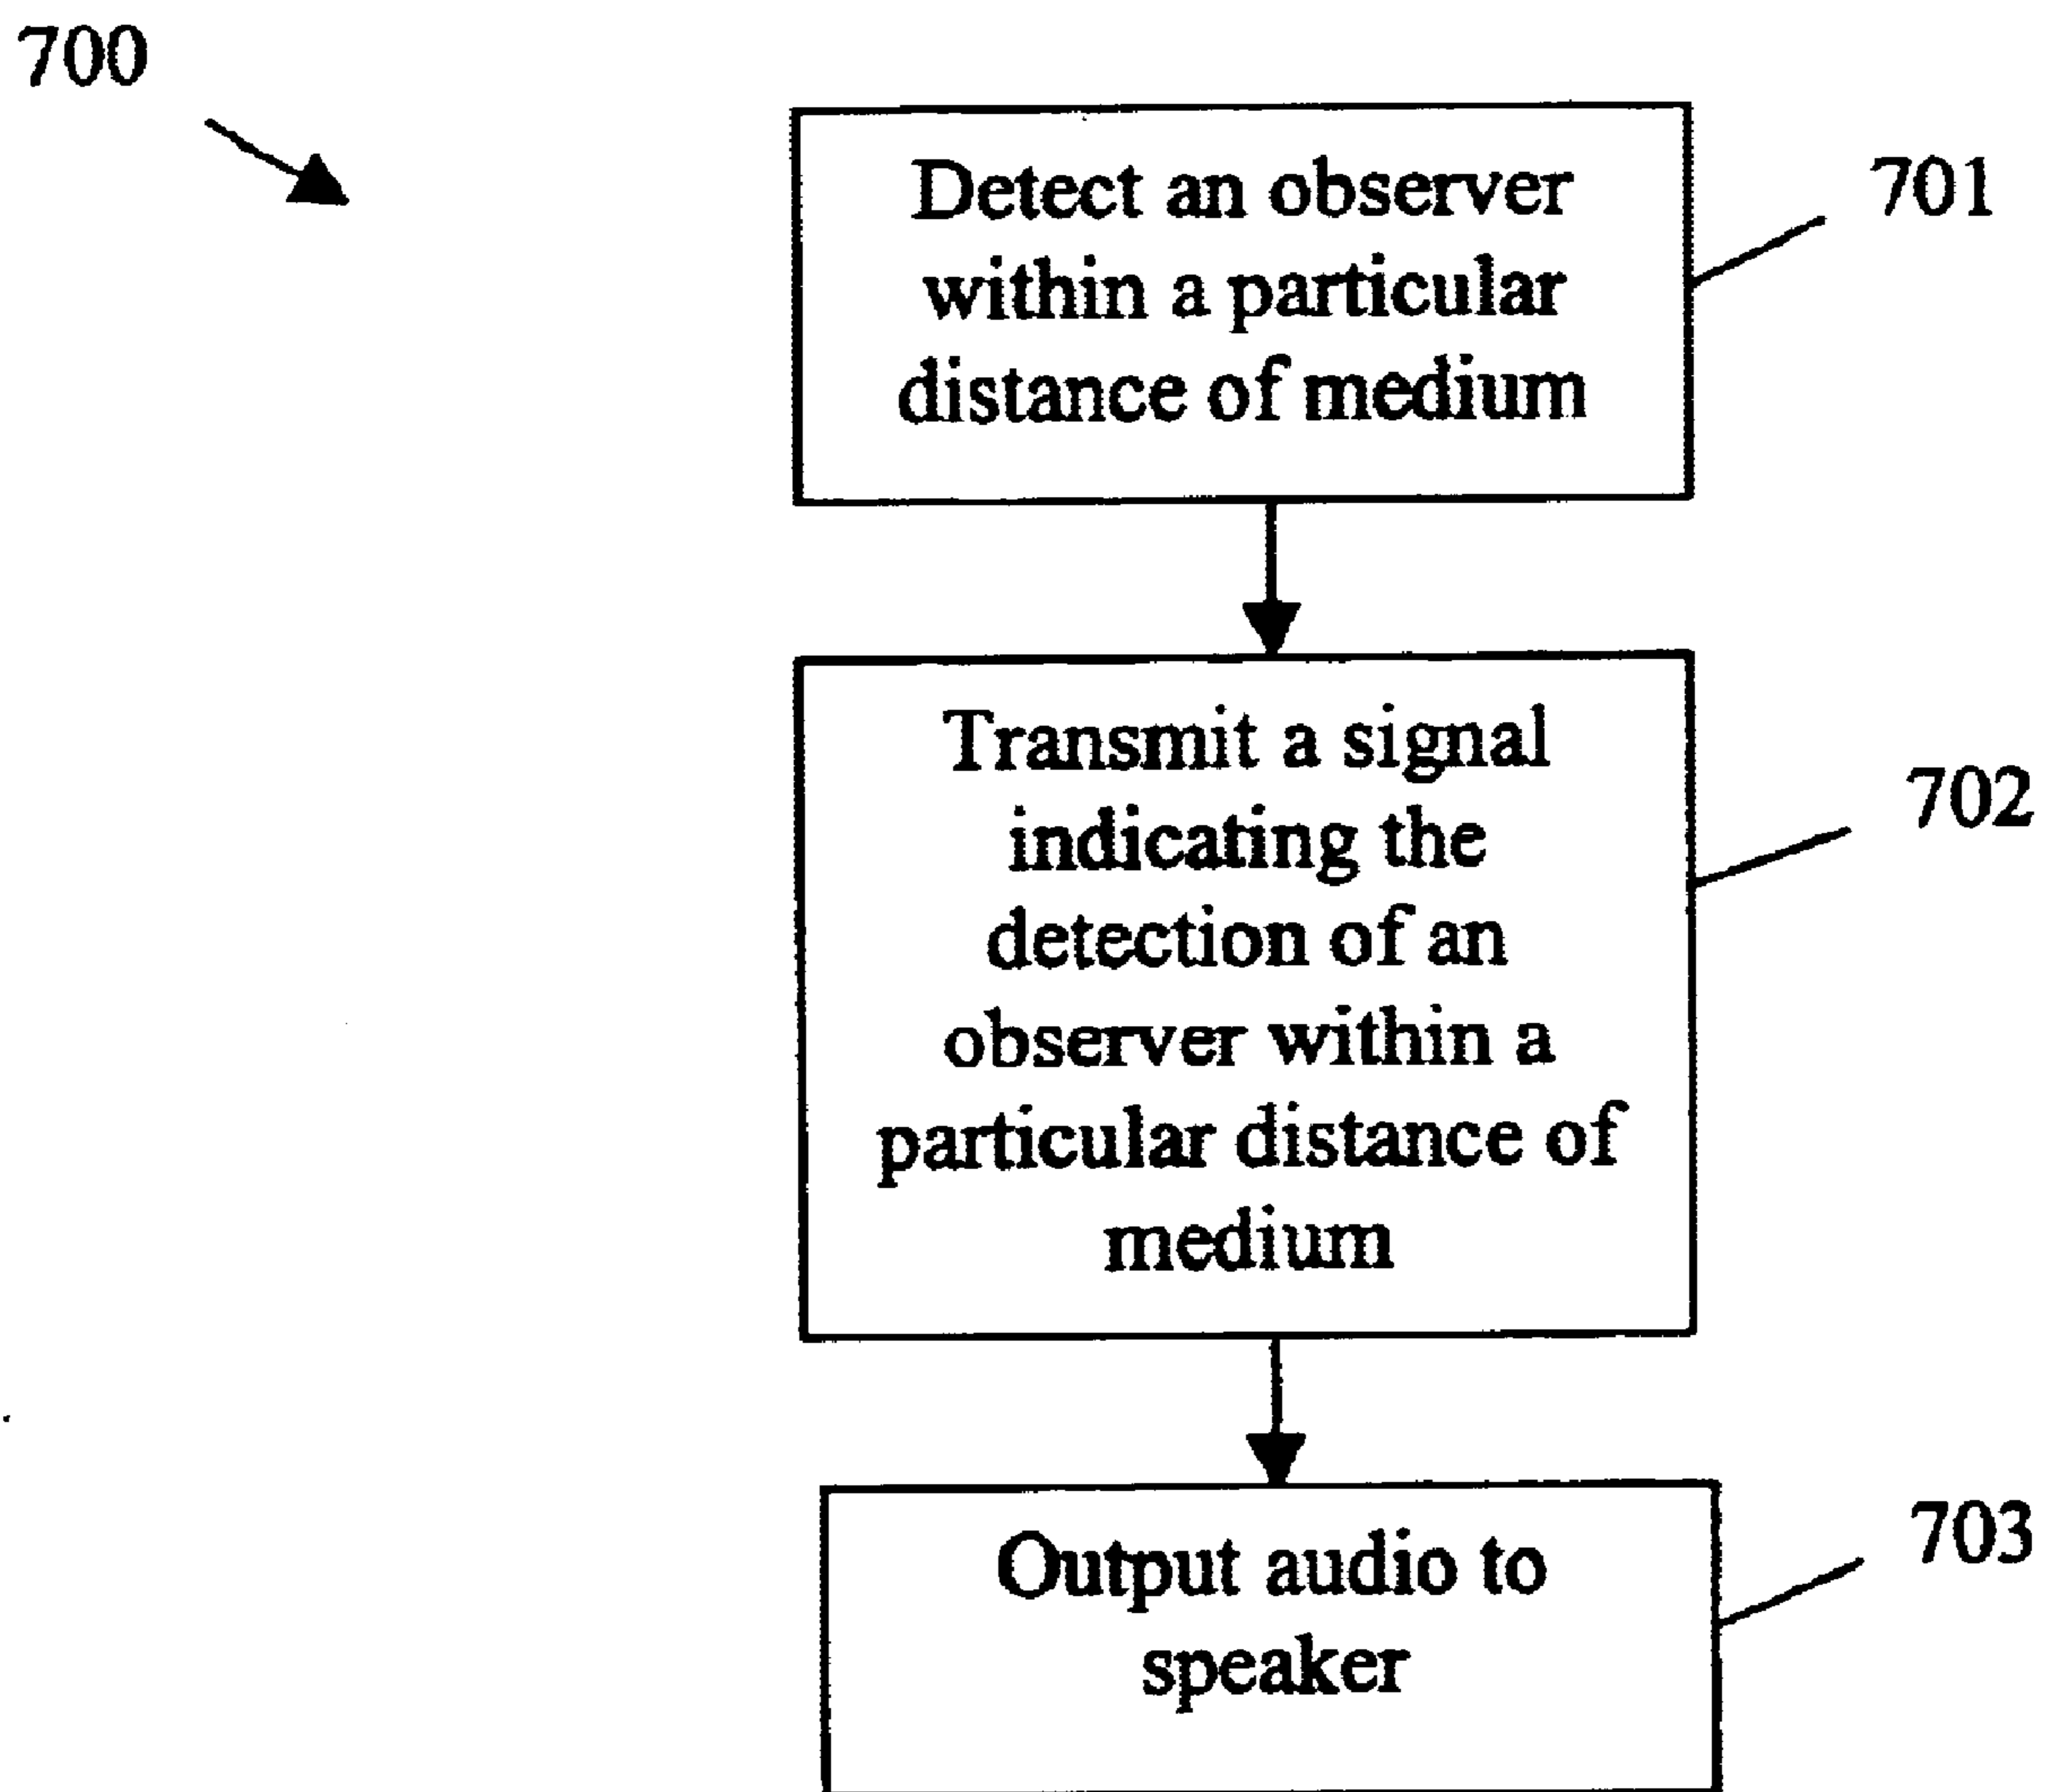 700
Detect an observer
within a particular
distance of medium
701
Transmit a signal
indicating the
detection of an
observer within a
particular distance of
medium
702
Output audio to
speaker
703